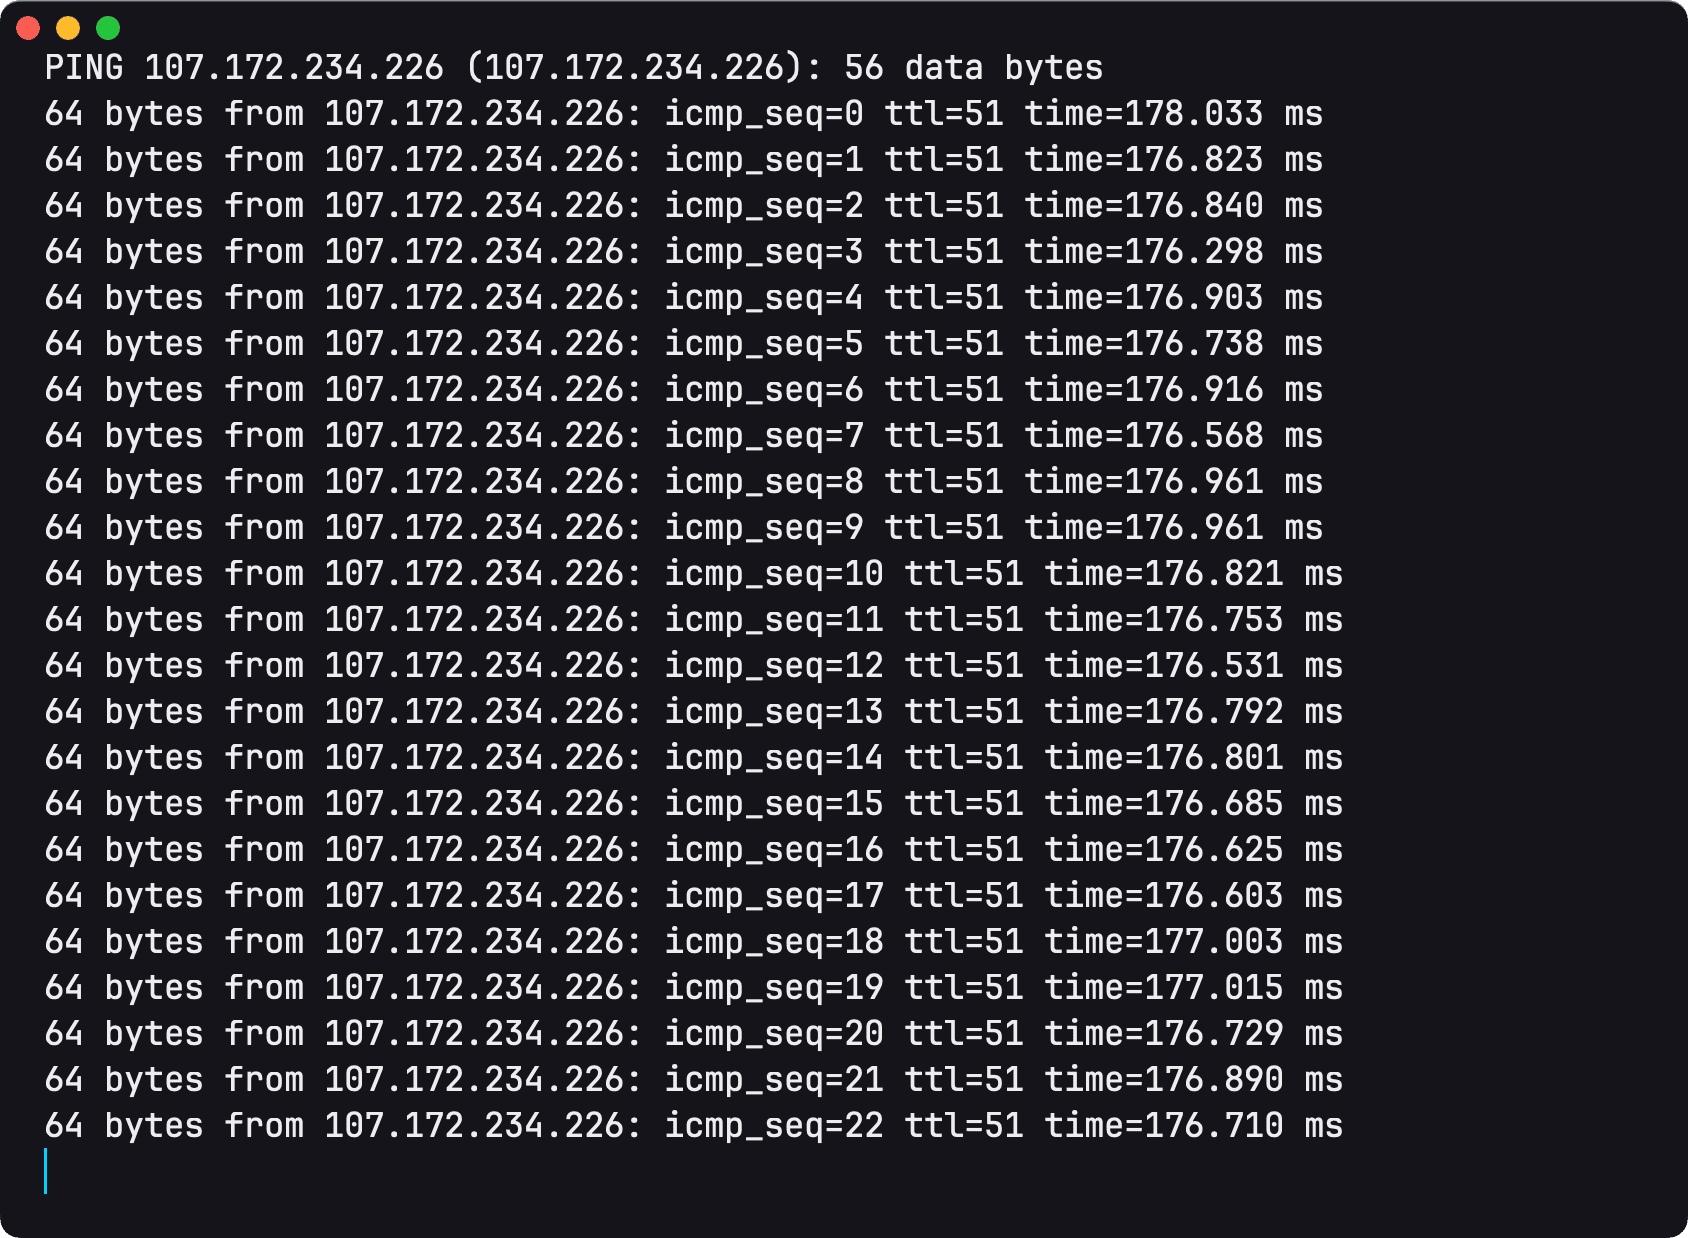 PING 107.172.234.226 (107.172.234.226): 56 data bytes
64 bytes from 107.172.234.226: icmp_seq=0 ttl=51 time=178.033 ms
64 bytes from 107.172.234.226: icmp_seq=1 ttl=51 time=176.823 ms
64 bytes from 107.172.234.226: icmp_seq=2 ttl=51 time=176.840 ms
64 bytes from 107.172.234.226: icmp_seq=3 ttl=51 time=176.298 ms
64 bytes from 107.172.234.226: icmp_seq=4 ttl=51 time=176.903 ms
64 bytes from 107.172.234.226: icmp_seq=5 ttl=51 time=176.738 ms
64 bytes from 107.172.234.226: icmp_seq=6 ttl=51 time=176.916 ms
64 bytes from 107.172.234.226: icmp_seq=7 ttl=51 time=176.568 ms
64 bytes from 107.172.234.226: icmp_seq=8 ttl=51 time=176.961 ms
64 bytes from 107.172.234.226: icmp_seq=9 ttl=51 time=176.961 ms
64 bytes from 107.172.234.226: icmp_seq=10 ttl=51 time=176.821 ms
64 bytes from 107.172.234.226: icmp_seq=11 ttl=51 time=176.753 ms
64 bytes from 107.172.234.226: icmp_seq=12 ttl=51 time=176.531 ms
64 bytes from 107.172.234.226: icmp_seq=13 ttl=51 time=176.792 ms
64 bytes from 107.172.234.226: icmp_seq=14 ttl=51 time=176.801 ms
64 bytes from 107.172.234.226: icmp_seq=15 ttl=51 time=176.685 ms
64 bytes from 107.172.234.226: icmp_seq=16 ttl=51 time=176.625 ms
64 bytes from 107.172.234.226: icmp_seq=17 ttl=51 time=176.603 ms
64 bytes from 107.172.234.226: icmp_seq=18 ttl=51 time=177.003 ms
64 bytes from 107.172.234.226: icmp_seq=19 ttl=51 time=177.015 ms
64 bytes from 107.172.234.226: icmp_seq=20 ttl=51 time=176.729 ms
64 bytes from 107.172.234.226: icmp_seq=21 ttl=51 time=176.890 ms
64 bytes from 107.172.234.226: icmp_seq=22 ttl=51 time=176.710 ms